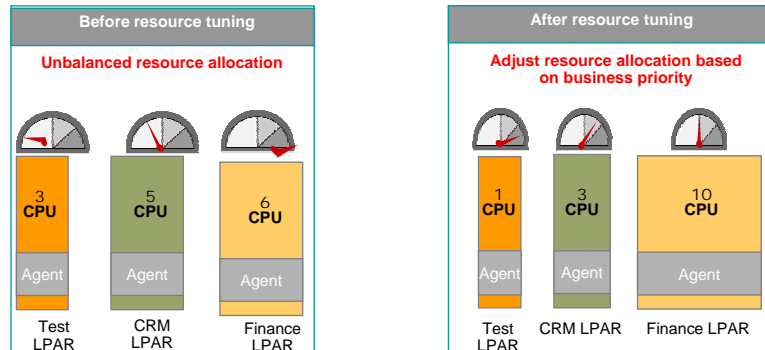 Before resource tuning
Unbalanced resource allocation
3
CPU
5
CPU
6
CPU
Agent
Agent
Agent
Test
LPAR
CRM
LPAR
Finance
LPAR
After resource tuning
Adjust resource allocation based
on business priority
1
CPU
3
CPU
10
CPU
Agent
Agent
Agent
Test
LPAR
CRM LPAR
Finance LPAR